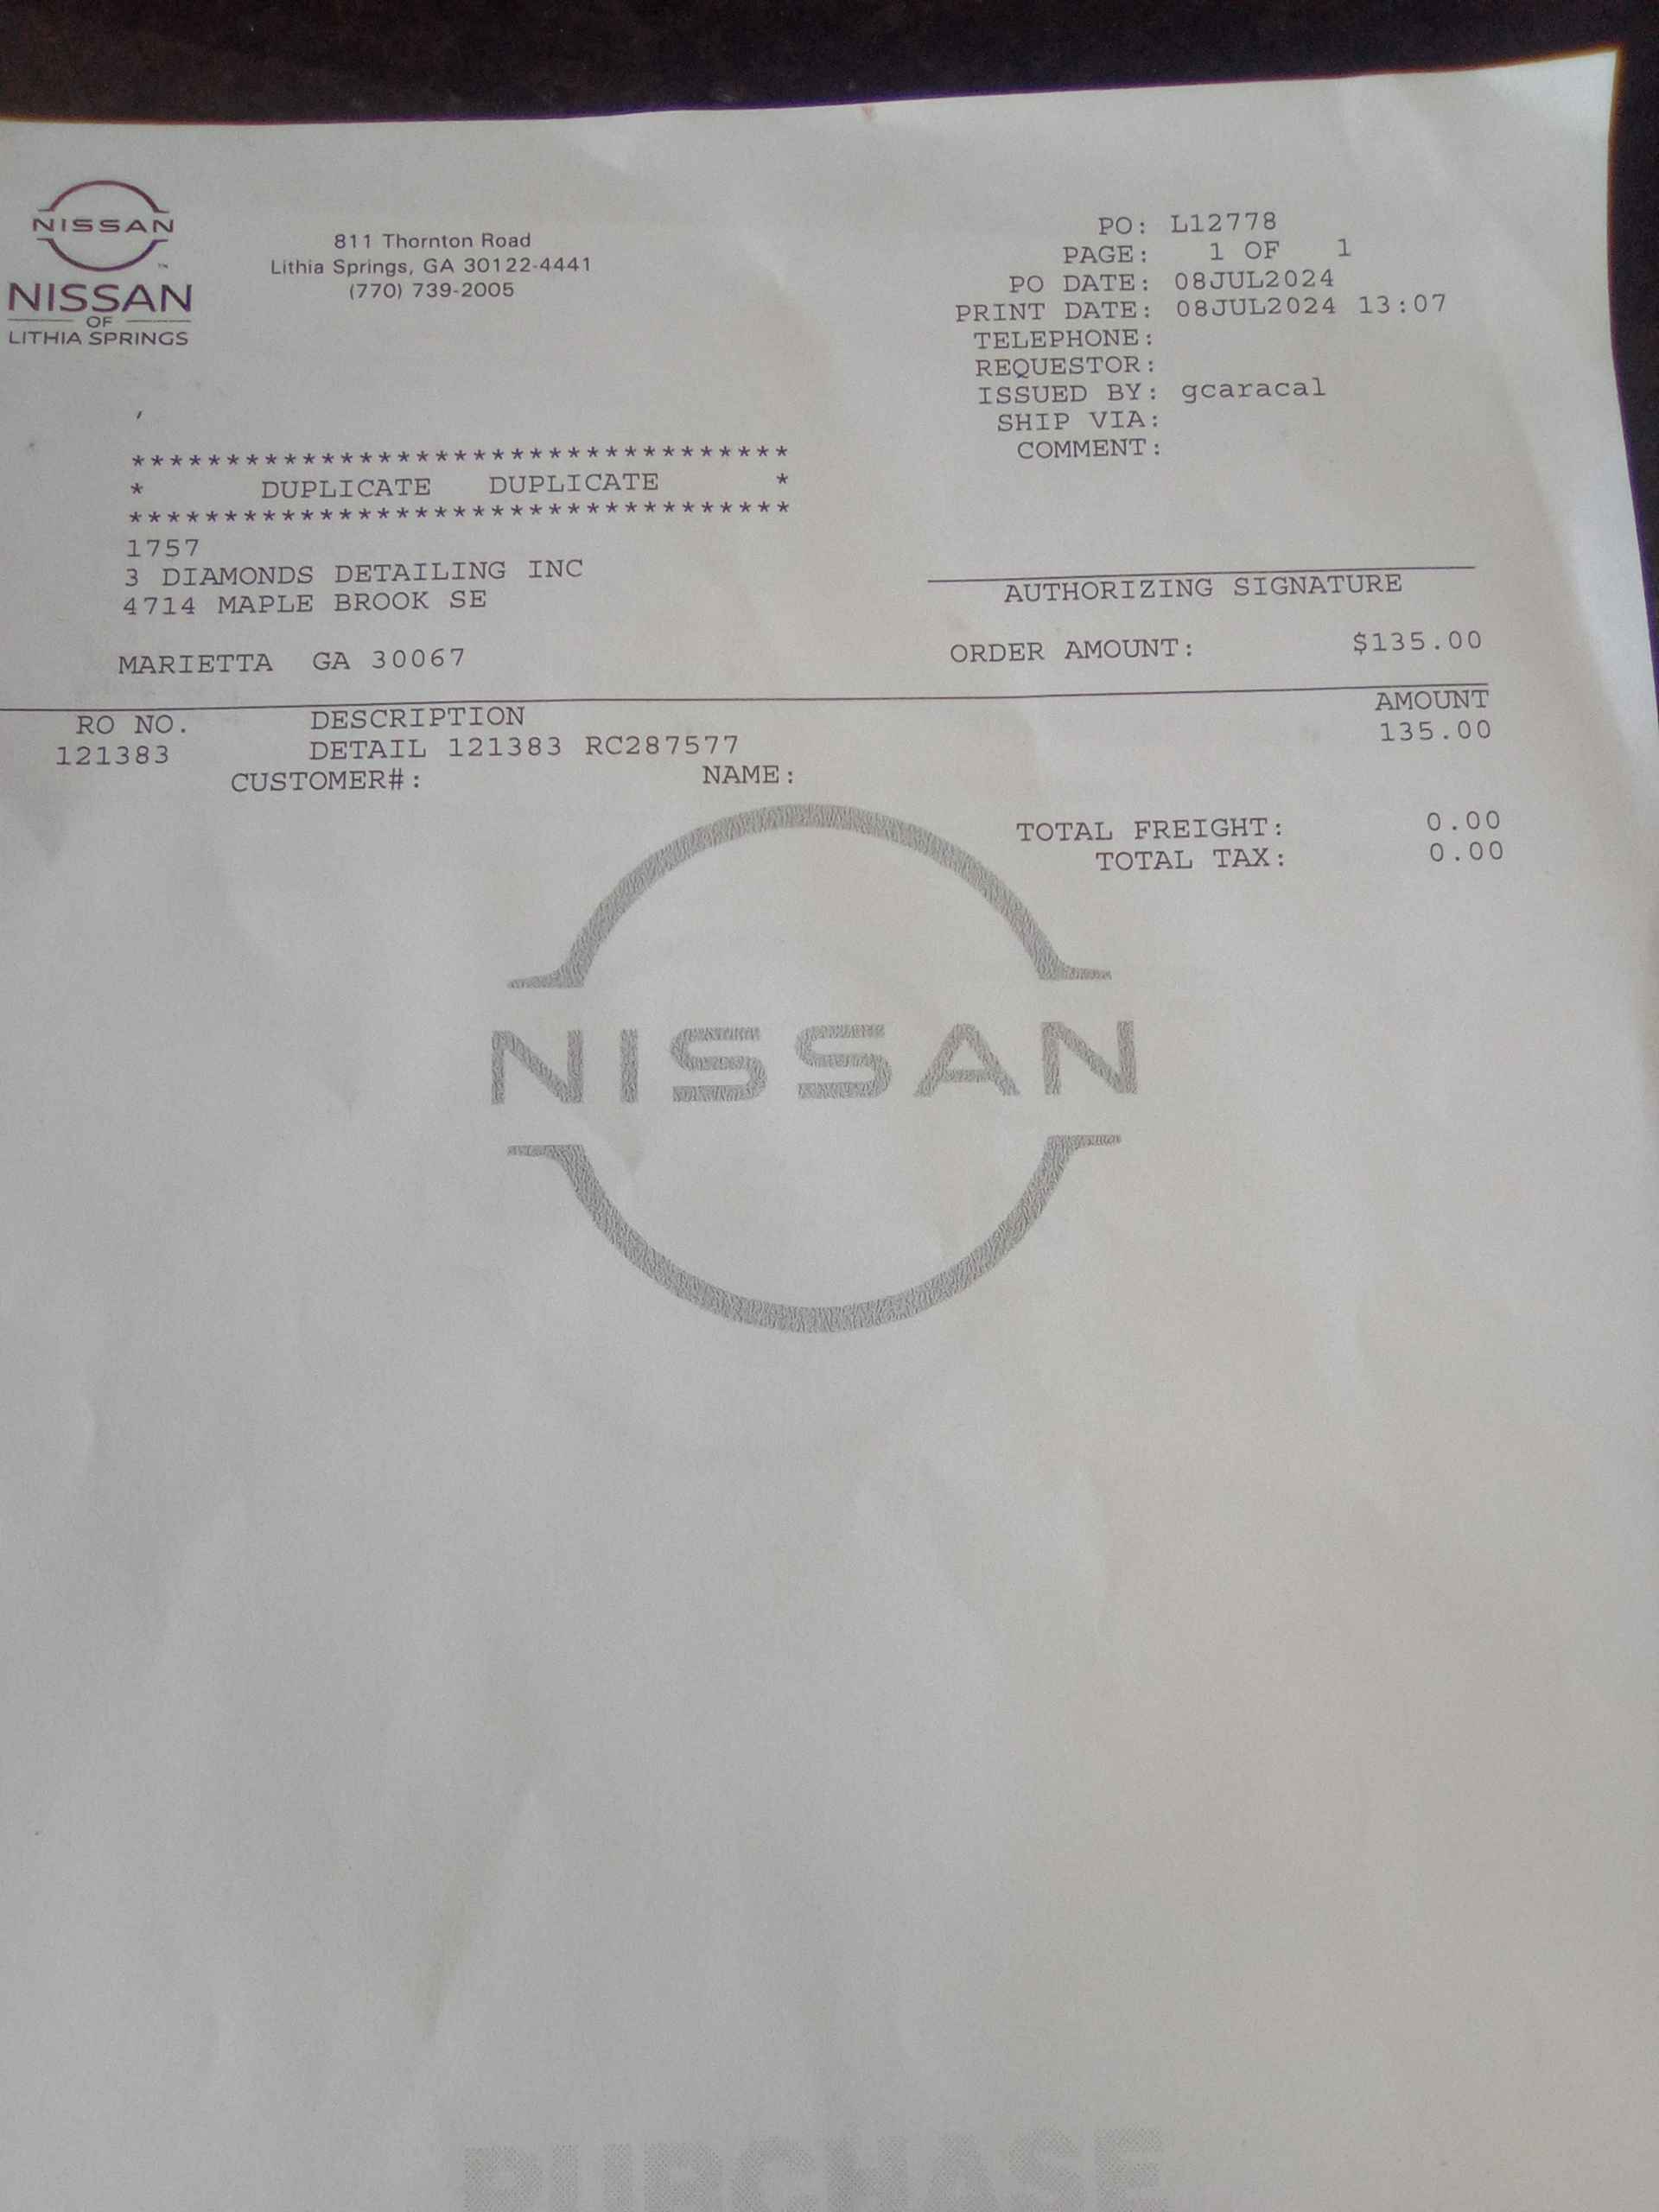 NISSAN
NISSAN
OF
LITHIA SPRINGS
811 Thornton Road
Lithia Springs, GA 30122-4441
(770) 739-2005
PO: L12778
PAGE: 1 OF 1
PO DATE: 08JUL2024
PRINT DATE: 08JUL2024 13:07
TELEPHONE:
REQUESTOR:
ISSUED BY: gcaracal
SHIP VIA:
COMMENT:
,
***********************************
* DUPLICATE DUPLICATE *
***********************************
1757
3 DIAMONDS DETAILING INC
4714 MAPLE BROOK SE
MARIETTA GA 30067
AUTHORIZING SIGNATURE
ORDER AMOUNT: $135.00
RO NO. DESCRIPTION AMOUNT
121383 DETAIL 121383 RC287577 135.00
CUSTOMER#: NAME:
TOTAL FREIGHT: 0.00
TOTAL TAX: 0.00
NISSAN
PURCHASE